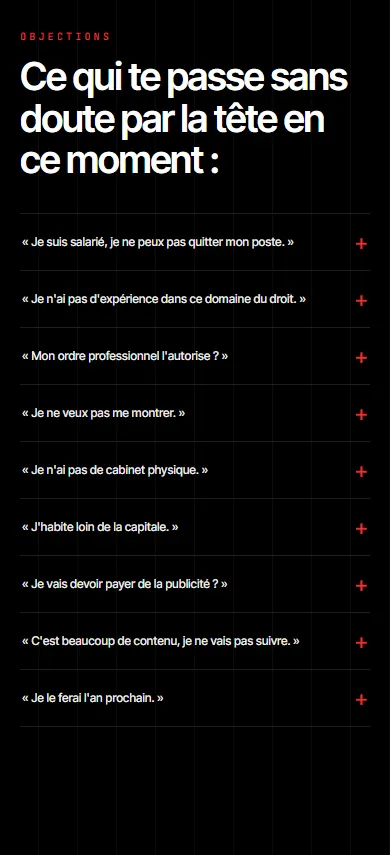 OBJECTIONS
Ce qui te passe sans
doute par la tête en
ce moment :
« Je suis salarié, je ne peux pas quitter mon poste. » +
« Je n'ai pas d'expérience dans ce domaine du droit. » +
« Mon ordre professionnel l'autorise ? » +
« Je ne veux pas me montrer. » +
« Je n'ai pas de cabinet physique. » +
« J'habite loin de la capitale. » +
« Je vais devoir payer de la publicité ? » +
« C'est beaucoup de contenu, je ne vais pas suivre. » +
« Je le ferai l'an prochain. » +